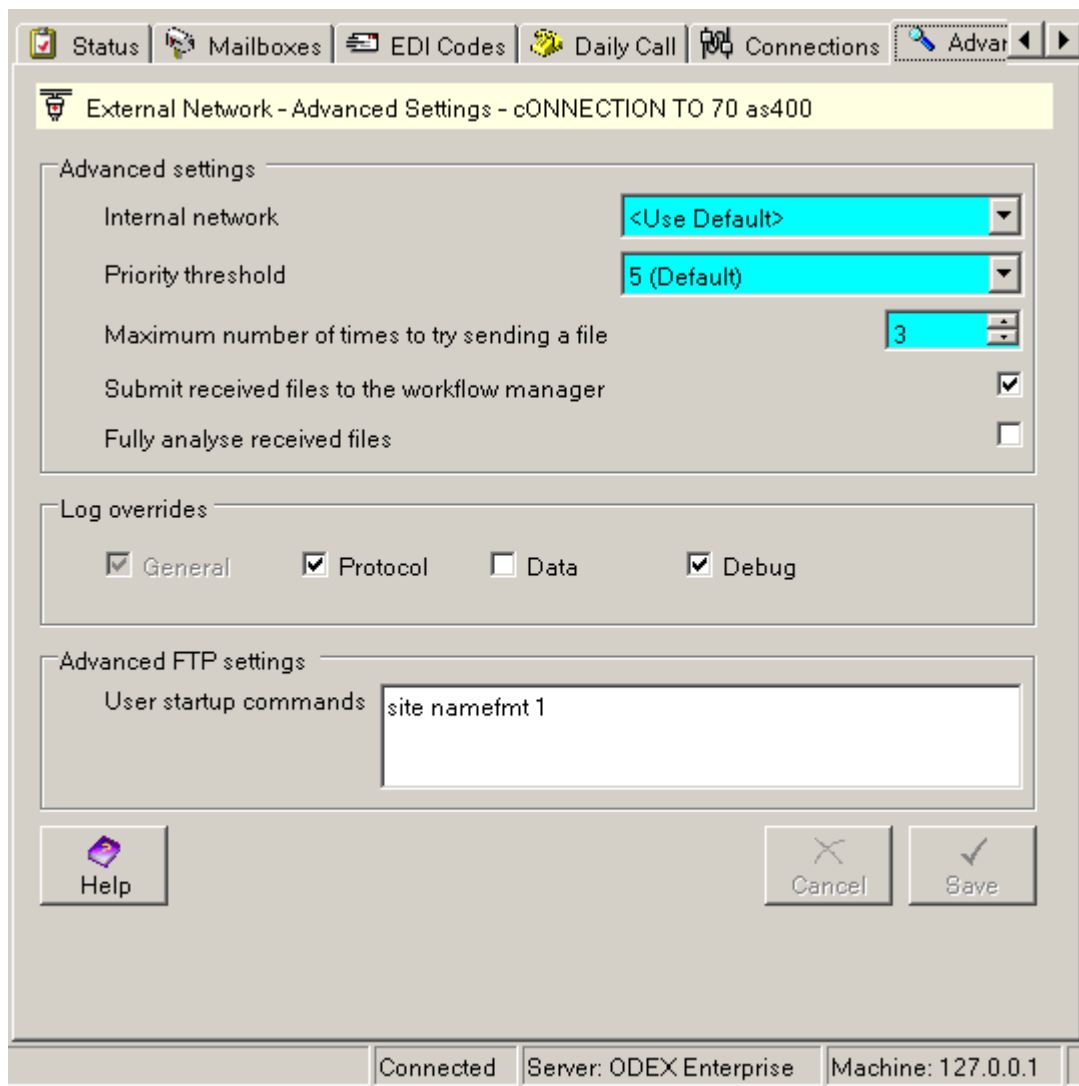 Status Mailboxes EDI Codes Daily Call Connections Advar
External Network - Advanced Settings - cONNECTION TO 70 as400
Advanced settings
Internal network <Use Default>
Priority threshold 5 (Default)
Maximum number of times to try sending a file 3
Submit received files to the workflow manager
Fully analyse received files
Log overrides
General Protocol Data Debug
Advanced FTP settings
User startup commands site namefmt 1
Help Cancel Save
Connected Server: ODEX Enterprise Machine: 127.0.0.1